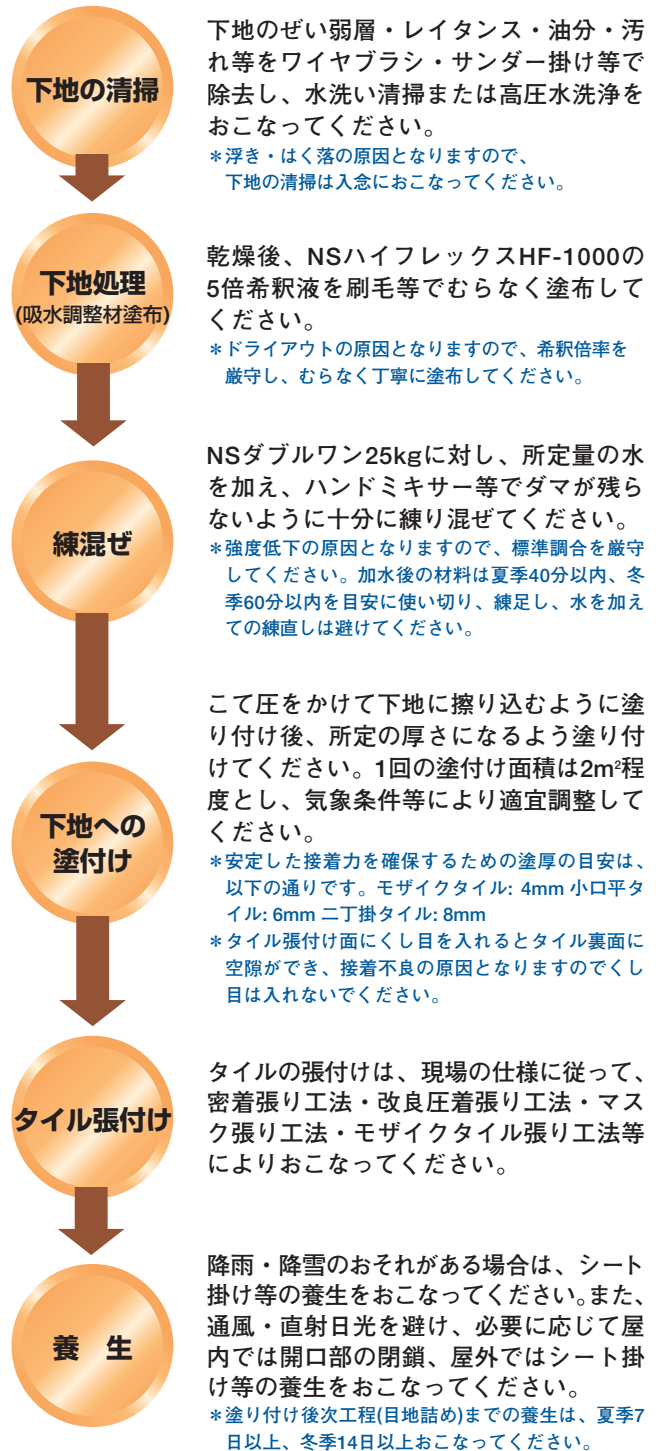 下地の清掃
下地のぜい弱層・レイタンス・油分・汚
れ等をワイヤブラシ・サンダー掛け等で
除去し、水洗い清掃または高圧水洗浄を
おこなってください。
＊浮き・はく落の原因となりますので、
下地の清掃は入念におこなってください。
下地処理
(吸水調整材塗布)
乾燥後、NSハイフレックスHF-1000の
5倍希釈液を刷毛等でむらなく塗布して
ください。
＊ドライアウトの原因となりますので、希釈倍率を
厳守し、むらなく丁寧に塗布してください。
練混ぜ
NSダブルワン25kgに対し、所定量の水
を加え、ハンドミキサー等でダマが残ら
ないように十分に練り混ぜてください。
＊強度低下の原因となりますので、標準調合を厳守
してください。加水後の材料は夏季40分以内、冬
季60分以内を目安に使い切り、練足し、水を加え
ての練直しは避けてください。
下地への
塗付け
こて圧をかけて下地に擦り込むように塗
り付け後、所定の厚さになるよう塗り付
けてください。1回の塗付け面積は2m²程
度とし、気象条件等により適宜調整して
ください。
＊安定した接着力を確保するための塗厚の目安は、
以下の通りです。モザイクタイル: 4mm 小口平タ
イル: 6mm 二丁掛タイル: 8mm
＊タイル張付け面にくし目を入れるとタイル裏面に
空隙ができ、接着不良の原因となりますのでくし
目は入れないでください。
タイル張付け
タイルの張付けは、現場の仕様に従って、
密着張り工法・改良圧着張り工法・マス
ク張り工法・モザイクタイル張り工法等
によりおこなってください。
養　生
降雨・降雪のおそれがある場合は、シート
掛け等の養生をおこなってください。また、
通風・直射日光を避け、必要に応じて屋
内では開口部の閉鎖、屋外ではシート掛
け等の養生をおこなってください。
＊塗り付け後次工程(目地詰め)までの養生は、夏季7
日以上、冬季14日以上おこなってください。